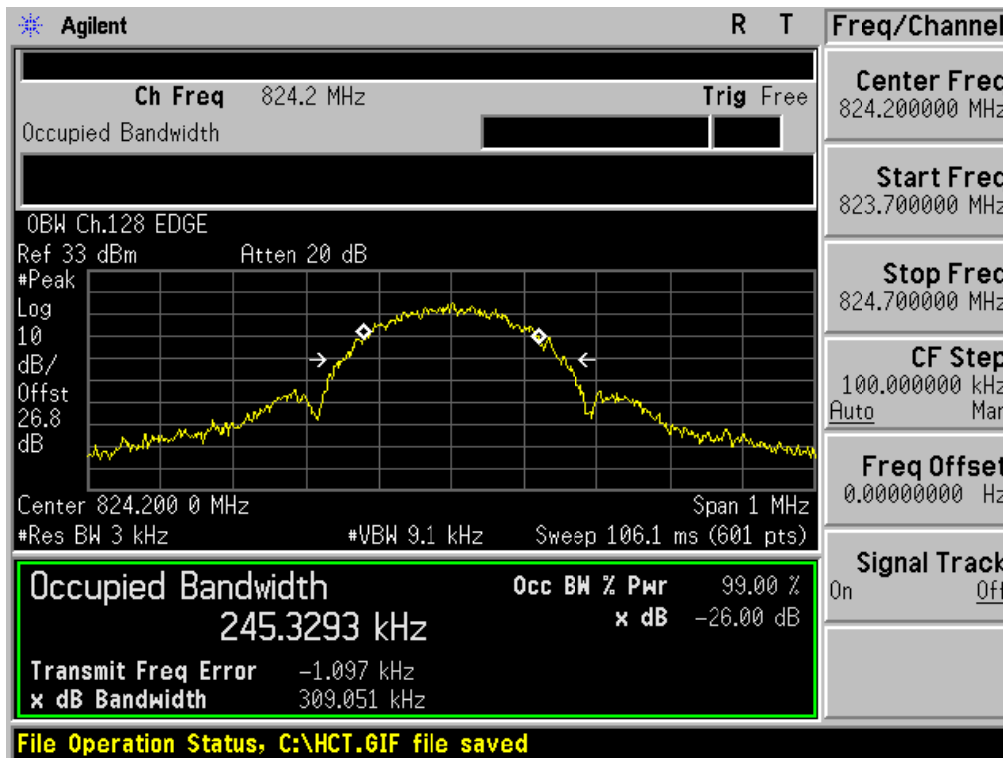 Agilent R T
Ch Freq 824.2 MHz Trig Free
Occupied Bandwidth
OBW Ch.128 EDGE
Ref 33 dBm Atten 20 dB
#Peak
Log
10
dB/
Offst
26.8
dB
Center 824.200 0 MHz Span 1 MHz
#Res BW 3 kHz #VBW 9.1 kHz Sweep 106.1 ms (601 pts)
Occupied Bandwidth
245.3293 kHz
Occ BW % Pwr 99.00 %
x dB -26.00 dB
Transmit Freq Error -1.097 kHz
x dB Bandwidth 309.051 kHz
File Operation Status, C:\HCT.GIF file saved
Freq/Channel
Center Freq
824.200000 MHz
Start Freq
823.700000 MHz
Stop Freq
824.700000 MHz
CF Step
100.000000 kHz
Auto Man
Freq Offset
0.00000000 Hz
Signal Track
On Off